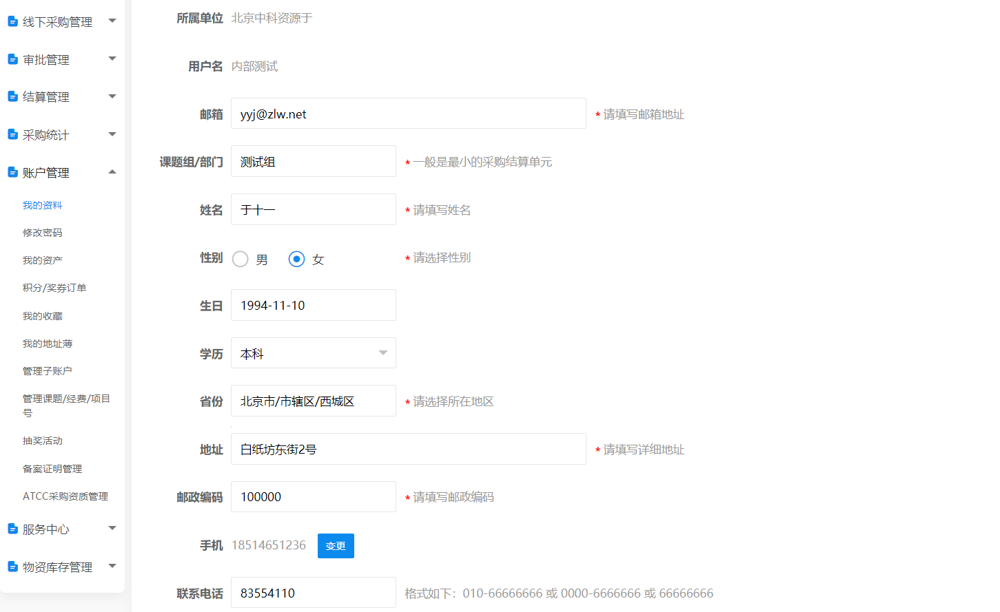 线下采购管理
审批管理
结算管理
采购统计
账户管理
我的资料
修改密码
我的资产
积分/奖券订单
我的收藏
我的地址薄
管理子账户
管理课题/经费/项目
号
抽奖活动
备案证明管理
ATCC采购资质管理
服务中心
物资库存管理
所属单位 北京中科资源于
用户名 内部测试
邮箱 yyj@zlw.net * 请填写邮箱地址
课题组/部门 测试组 * 一般是最小的采购结算单元
姓名 于十一 * 请填写姓名
性别 男 女 * 请选择性别
生日 1994-11-10
学历 本科
省份 北京市/市辖区/西城区 * 请选择所在地区
地址 白纸坊东街2号 * 请填写详细地址
邮政编码 100000 * 请填写邮政编码
手机 18514651236 变更
联系电话 83554110 格式如下：010-66666666 或 0000-6666666 或 66666666